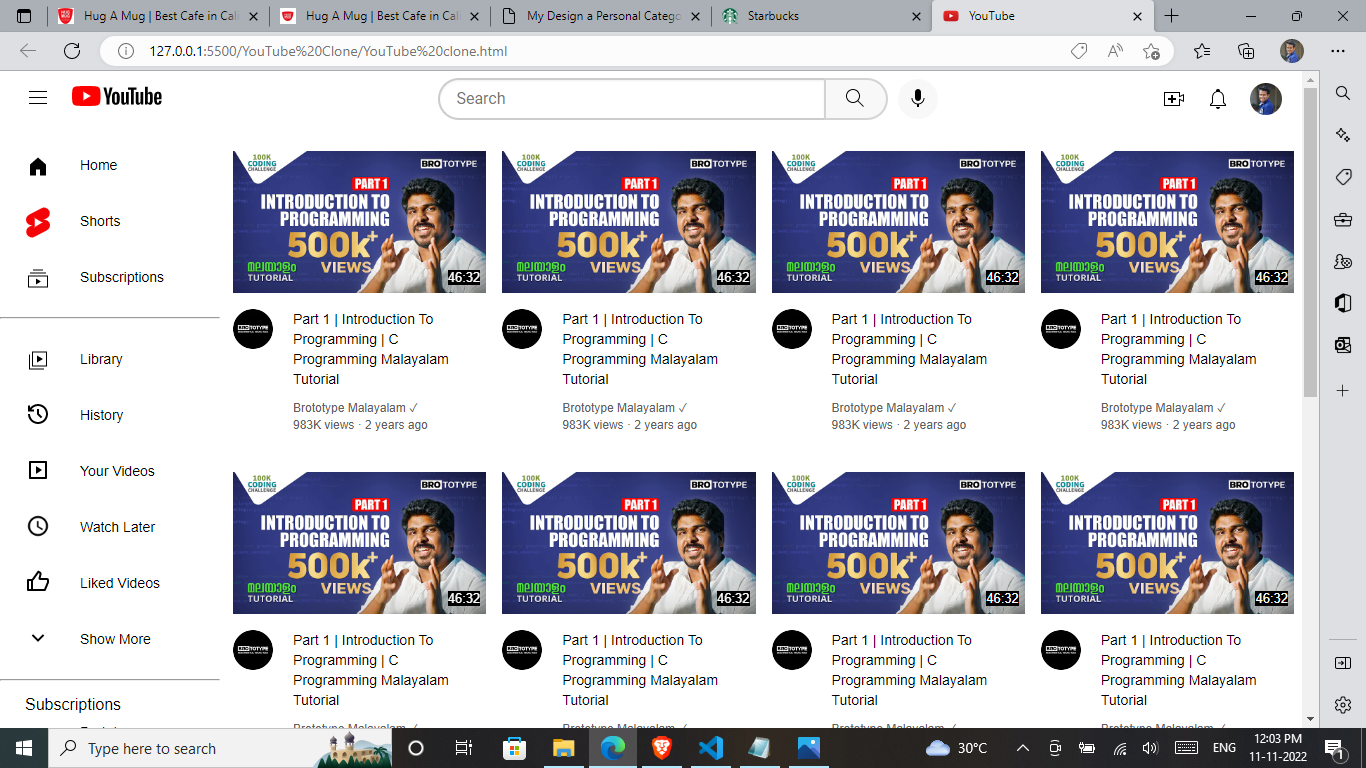 Hug A Mug | Best Cafe in Cali
Hug A Mug | Best Cafe in Cali
My Design a Personal Catego
Starbucks
YouTube
127.0.0.1:5500/YouTube%20Clone/YouTube%20clone.html
YouTube
Search
Home
Shorts
Subscriptions
Library
History
Your Videos
Watch Later
Liked Videos
Show More
Subscriptions
100K CODING CHALLENGE
BROTOTYPE
PART 1
INTRODUCTION TO
PROGRAMMING
500k+
VIEWS
മലയാളം
TUTORIAL
46:32
100K CODING CHALLENGE
BROTOTYPE
PART 1
INTRODUCTION TO
PROGRAMMING
500k+
VIEWS
മലയാളം
TUTORIAL
46:32
100K CODING CHALLENGE
BROTOTYPE
PART 1
INTRODUCTION TO
PROGRAMMING
500k+
VIEWS
മലയാളം
TUTORIAL
46:32
100K CODING CHALLENGE
BROTOTYPE
PART 1
INTRODUCTION TO
PROGRAMMING
500k+
VIEWS
മലയാളം
TUTORIAL
46:32
Part 1 | Introduction To
Programming | C
Programming Malayalam
Tutorial
Brototype Malayalam ✓
983K views · 2 years ago
Part 1 | Introduction To
Programming | C
Programming Malayalam
Tutorial
Brototype Malayalam ✓
983K views · 2 years ago
Part 1 | Introduction To
Programming | C
Programming Malayalam
Tutorial
Brototype Malayalam ✓
983K views · 2 years ago
Part 1 | Introduction To
Programming | C
Programming Malayalam
Tutorial
Brototype Malayalam ✓
983K views · 2 years ago
100K CODING CHALLENGE
BROTOTYPE
PART 1
INTRODUCTION TO
PROGRAMMING
500k+
VIEWS
മലയാളം
TUTORIAL
46:32
100K CODING CHALLENGE
BROTOTYPE
PART 1
INTRODUCTION TO
PROGRAMMING
500k+
VIEWS
മലയാളം
TUTORIAL
46:32
100K CODING CHALLENGE
BROTOTYPE
PART 1
INTRODUCTION TO
PROGRAMMING
500k+
VIEWS
മലയാളം
TUTORIAL
46:32
100K CODING CHALLENGE
BROTOTYPE
PART 1
INTRODUCTION TO
PROGRAMMING
500k+
VIEWS
മലയാളം
TUTORIAL
46:32
Part 1 | Introduction To
Programming | C
Programming Malayalam
Tutorial
Brototype Malayalam ✓
Part 1 | Introduction To
Programming | C
Programming Malayalam
Tutorial
Brototype Malayalam ✓
Part 1 | Introduction To
Programming | C
Programming Malayalam
Tutorial
Brototype Malayalam ✓
Part 1 | Introduction To
Programming | C
Programming Malayalam
Tutorial
Brototype Malayalam ✓
Type here to search
30°C
ENG
12:03 PM
11-11-2022
1